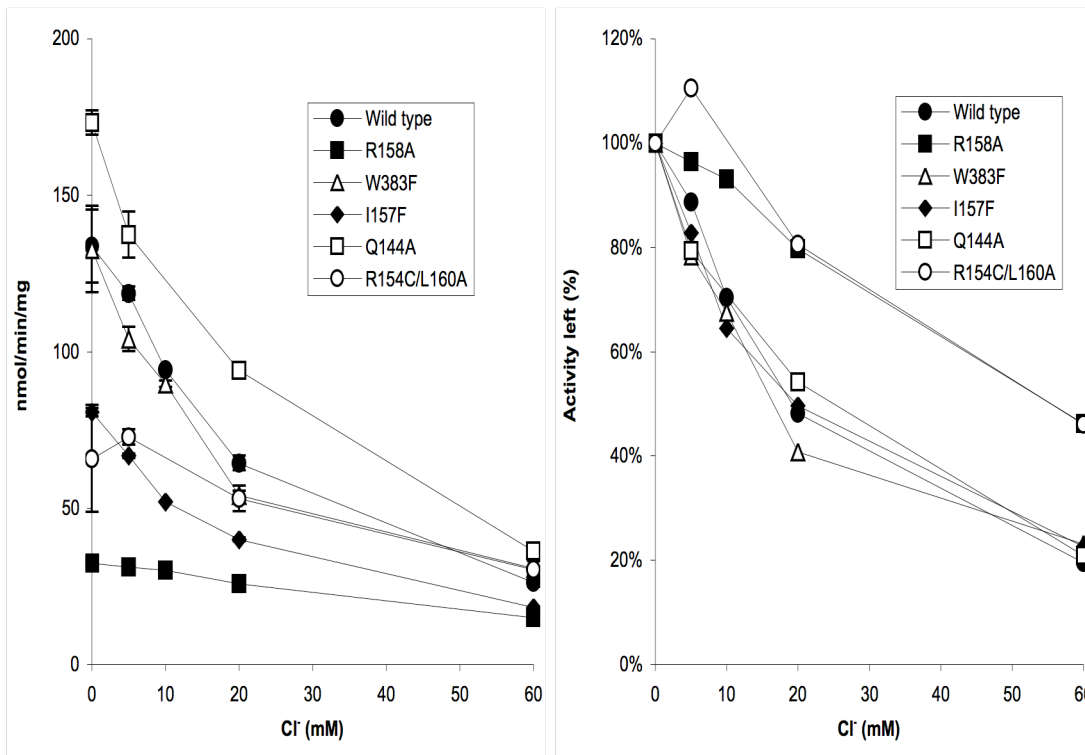 200
150
100
50
0
nmol/min/mg
Wild type
R158A
W383F
I157F
Q144A
R154C/L160A
0 10 20 30 40 50 60
Cl⁻ (mM)
120%
100%
80%
60%
40%
20%
0%
Activity left (%)
Wild type
R158A
W383F
I157F
Q144A
R154C/L160A
0 10 20 30 40 50 60
Cl⁻ (mM)